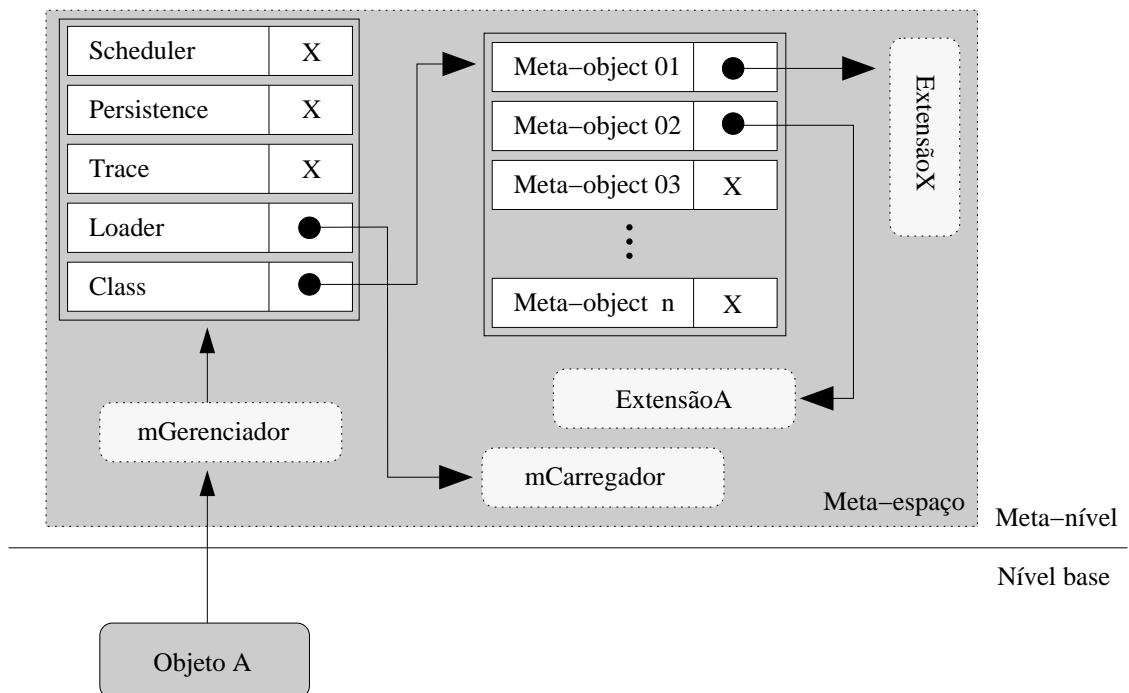 Scheduler X
Persistence X
Trace X
Loader
Class
Meta−object 01
Meta−object 02
Meta−object 03 X
Meta−object n X
ExtensãoX
ExtensãoA
mGerenciador
mCarregador
Meta−espaço
Meta−nível
Nível base
Objeto A